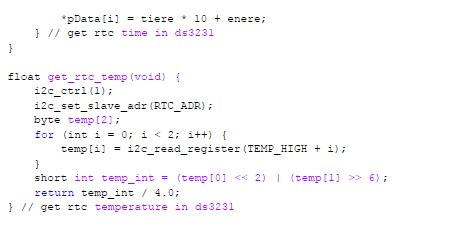 *pData[i] = tiere * 10 + enere;
} // get rtc time in ds3231
}
float get_rtc_temp(void) {
i2c_ctrl(1);
i2c_set_slave_adr(RTC_ADR);
byte temp[2];
for (int i = 0; i < 2; i++) {
temp[i] = i2c_read_register(TEMP_HIGH + i);
}
short int temp_int = (temp[0] << 2) | (temp[1] >> 6);
return temp_int / 4.0;
} // get rtc temperature in ds3231